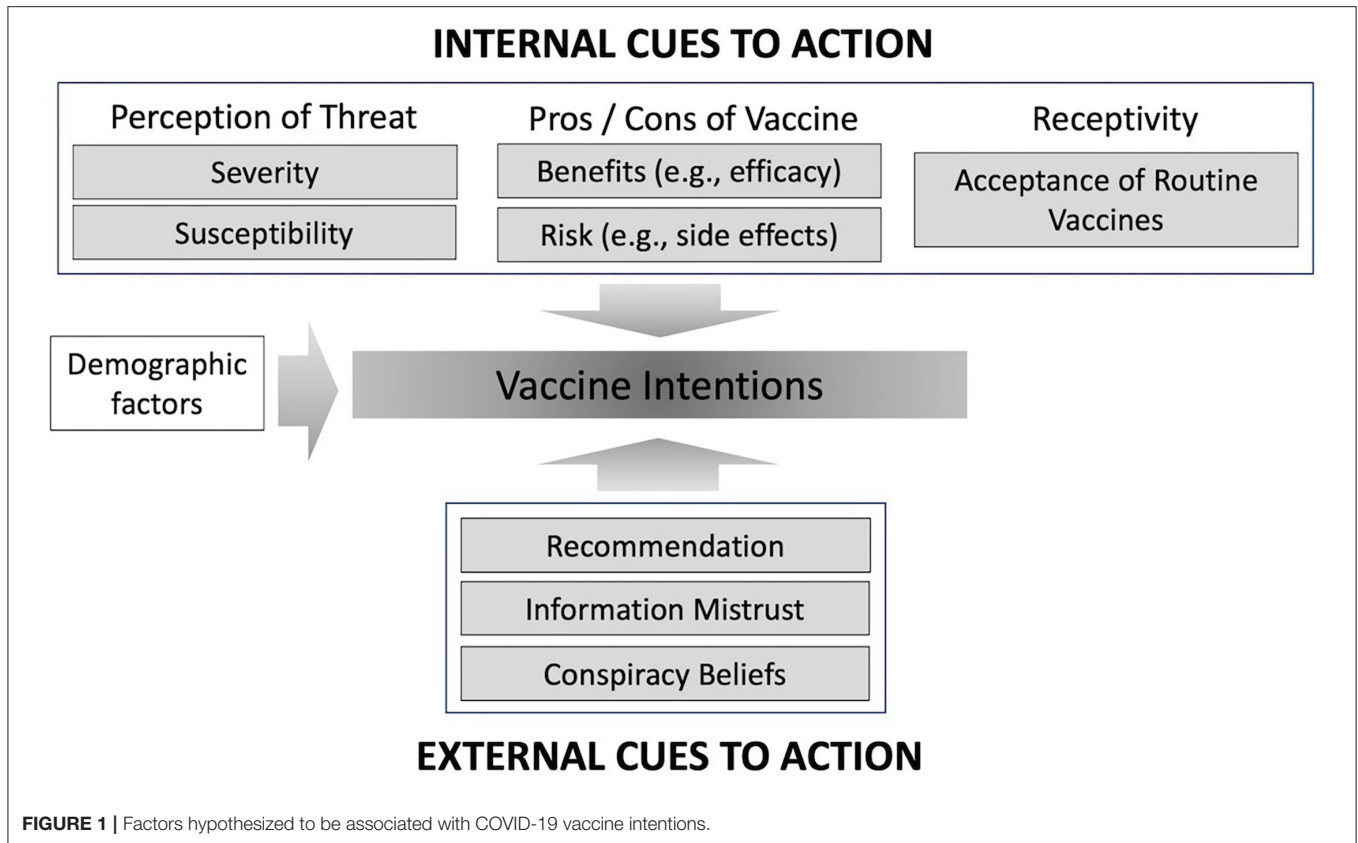 INTERNAL CUES TO ACTION
Perception of Threat
Severity
Susceptibility
Pros / Cons of Vaccine
Benefits (e.g., efficacy)
Risk (e.g., side effects)
Receptivity
Acceptance of Routine
Vaccines
Demographic
factors
Vaccine Intentions
Recommendation
Information Mistrust
Conspiracy Beliefs
EXTERNAL CUES TO ACTION
FIGURE 1 | Factors hypothesized to be associated with COVID-19 vaccine intentions.